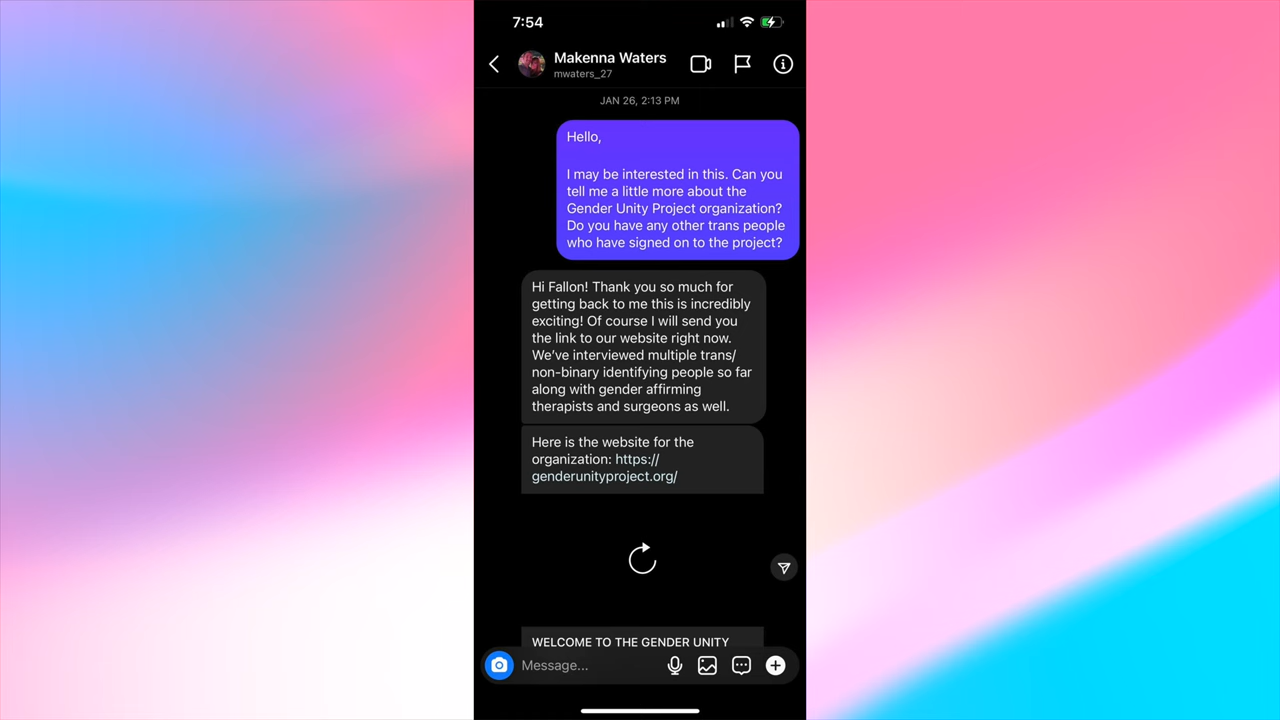 7:54
Makenna Waters
mwaters_27
JAN 26, 2:13 PM
Hello,
I may be interested in this. Can you
tell me a little more about the
Gender Unity Project organization?
Do you have any other trans people
who have signed on to the project?
Hi Fallon! Thank you so much for
getting back to me this is incredibly
exciting! Of course I will send you
the link to our website right now.
We’ve interviewed multiple trans/
non-binary identifying people so far
along with gender affirming
therapists and surgeons as well.
Here is the website for the
organization: https://
genderunityproject.org/
WELCOME TO THE GENDER UNITY
Message...